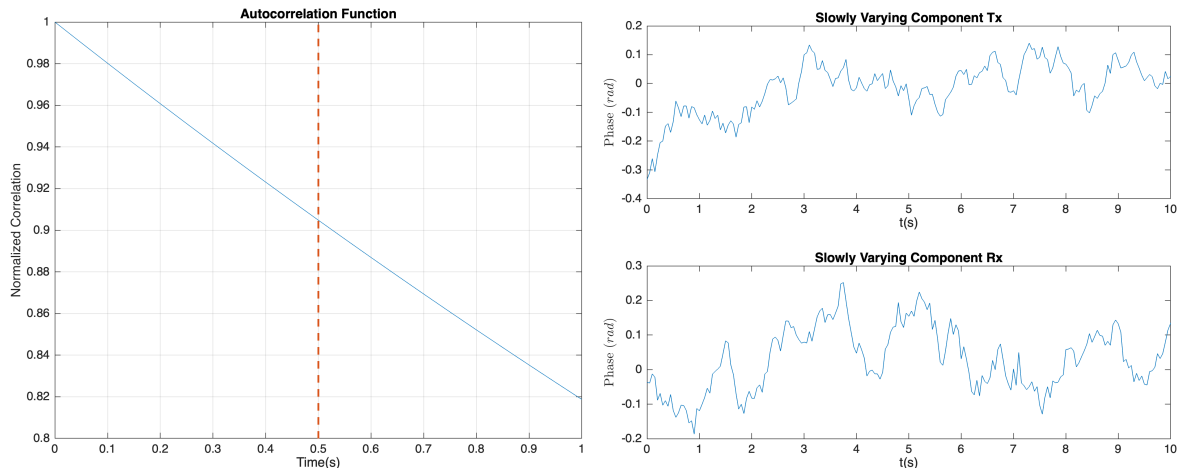 Autocorrelation Function
Normalized Correlation
1
0.98
0.96
0.94
0.92
0.9
0.88
0.86
0.84
0.82
0.8
0 0.1 0.2 0.3 0.4 0.5 0.6 0.7 0.8 0.9 1
Time(s)
Slowly Varying Component Tx
Phase (rad)
0.2
0.1
0
-0.1
-0.2
-0.3
-0.4
0 1 2 3 4 5 6 7 8 9 10
t(s)
Slowly Varying Component Rx
Phase (rad)
0.3
0.2
0.1
0
-0.1
-0.2
0 1 2 3 4 5 6 7 8 9 10
t(s)